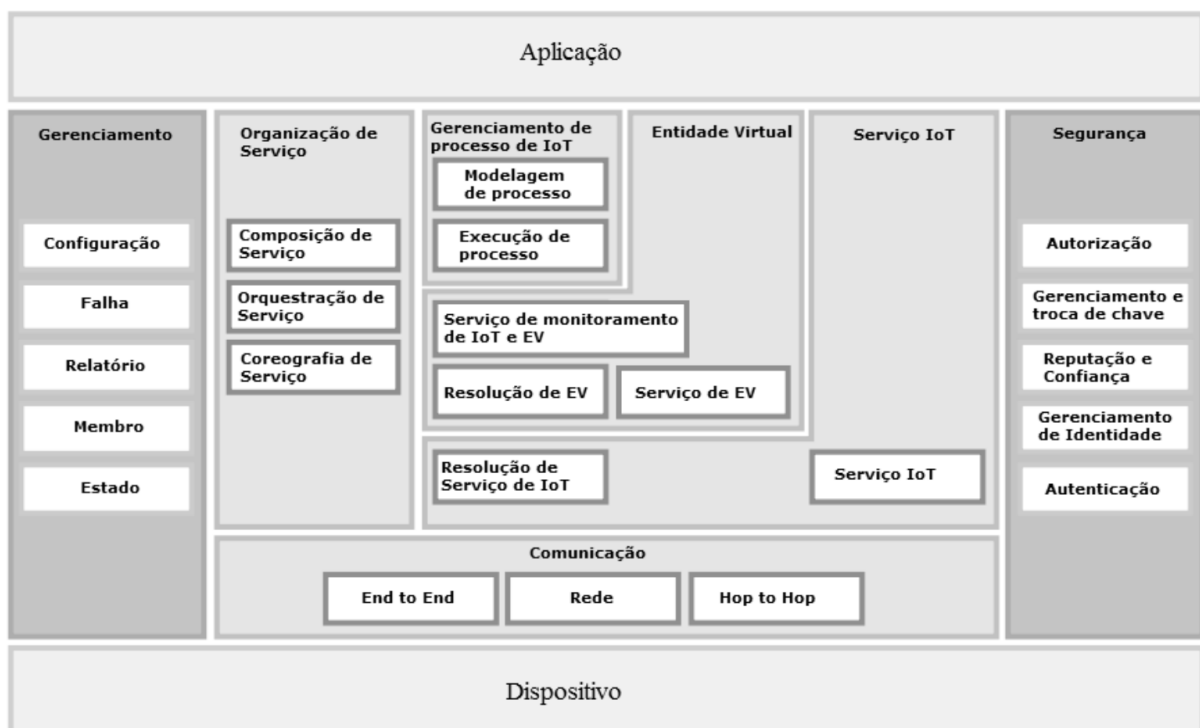 Aplicação
Gerenciamento
Configuração
Falha
Relatório
Membro
Estado
Organização de
Serviço
Composição de
Serviço
Orquestração de
Serviço
Coreografia de
Serviço
Gerenciamento de
processo de IoT
Modelagem
de processo
Execução de
processo
Entidade Virtual
Serviço de monitoramento
de IoT e EV
Resolução de EV
Serviço de EV
Serviço IoT
Resolução de
Serviço de IoT
Serviço IoT
Segurança
Autorização
Gerenciamento e
troca de chave
Reputação e
Confiança
Gerenciamento
de Identidade
Autenticação
Comunicação
End to End
Rede
Hop to Hop
Dispositivo